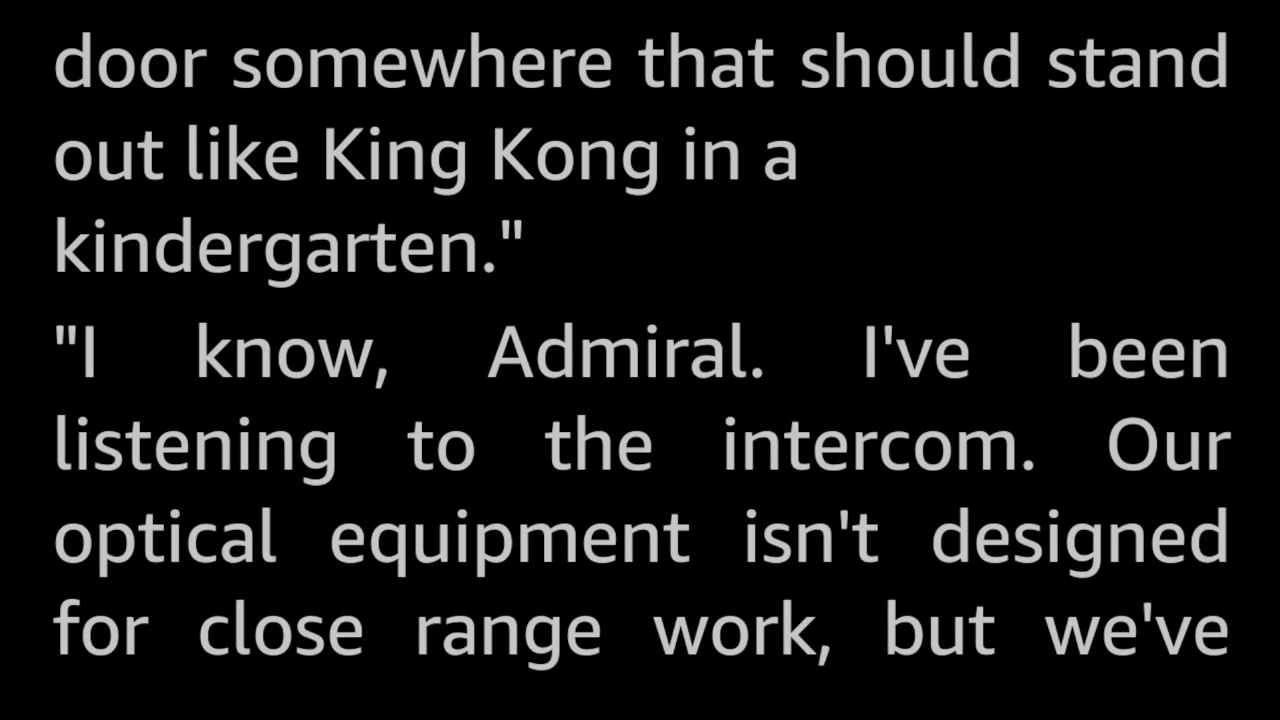 door somewhere that should stand
out like King Kong in a
kindergarten."
"I know, Admiral. I've been
listening to the intercom. Our
optical equipment isn't designed
for close range work, but we've